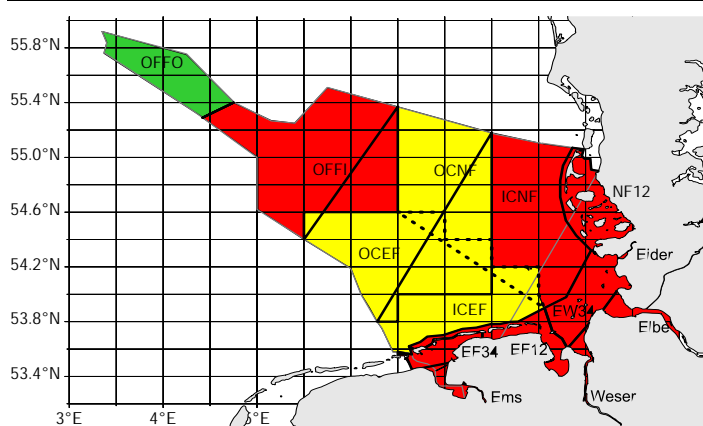 55.8°N
OFFO
55.4°N
55.0°N
OFFI
OCNF
ICNF
NF12
54.6°N
OCEF
Eider
54.2°N
ICEF
EW34
53.8°N
Elbe
EF34
EF12
53.4°N
Ems
Weser
3°E
4°E
5°E